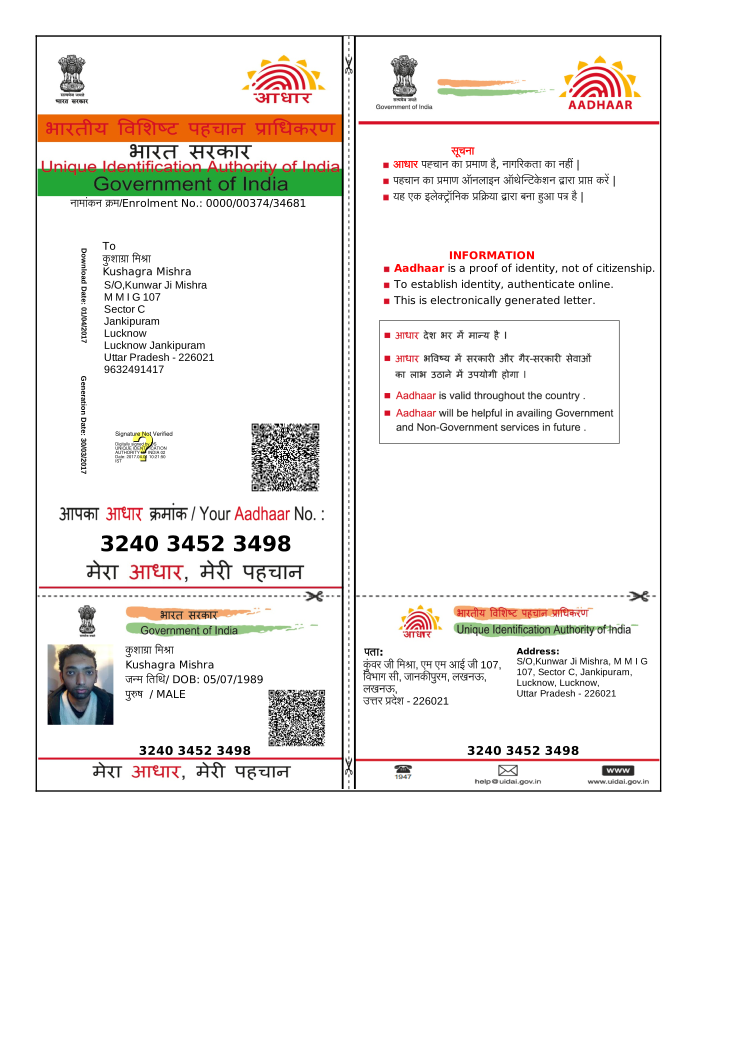 सत्यमेव जयते
भारत सरकार
आधार
भारतीय विशिष्ट पहचान प्राधिकरण
भारत सरकार
Unique Identification Authority of India
Government of India
नामांकन क्रम/Enrolment No.: 0000/00374/34681
Download Date: 01/04/2017
Generation Date: 30/03/2017
To
कुशाग्र मिश्रा
Kushagra Mishra
S/O,Kunwar Ji Mishra
M M I G 107
Sector C
Jankipuram
Lucknow
Lucknow Jankipuram
Uttar Pradesh - 226021
9632491417
Signature Not Verified
Digitally signed by
UNIQUE IDENTIFICATION
AUTHORITY OF INDIA 02
IST
आपका आधार क्रमांक / Your Aadhaar No. :
3240 3452 3498
मेरा आधार, मेरी पहचान
सत्यमेव जयते
Government of India
AADHAAR
सूचना
आधार पहचान का प्रमाण है, नागरिकता का नहीं |
पहचान का प्रमाण ऑनलाइन ऑथेन्टिकेशन द्वारा प्राप्त करें |
यह एक इलेक्ट्रॉनिक प्रक्रिया द्वारा बना हुआ पत्र है |
INFORMATION
Aadhaar is a proof of identity, not of citizenship.
To establish identity, authenticate online.
This is electronically generated letter.
आधार देश भर में मान्य है ।
आधार भविष्य में सरकारी और गैर-सरकारी सेवाओं
का लाभ उठाने में उपयोगी होगा ।
Aadhaar is valid throughout the country .
Aadhaar will be helpful in availing Government
and Non-Government services in future .
भारत सरकार
Government of India
कुशाग्र मिश्रा
Kushagra Mishra
जन्म तिथि/ DOB: 05/07/1989
पुरुष / MALE
3240 3452 3498
मेरा आधार, मेरी पहचान
आधार
भारतीय विशिष्ट पहचान प्राधिकरण
Unique Identification Authority of India
पता:
कुंवर जी मिश्रा, एम एम आई जी 107,
विभाग सी, जानकीपुरम, लखनऊ,
लखनऊ,
उत्तर प्रदेश - 226021
Address:
S/O,Kunwar Ji Mishra, M M I G
107, Sector C, Jankipuram,
Lucknow, Lucknow,
Uttar Pradesh - 226021
3240 3452 3498
1947
help@uidai.gov.in
www
www.uidai.gov.in